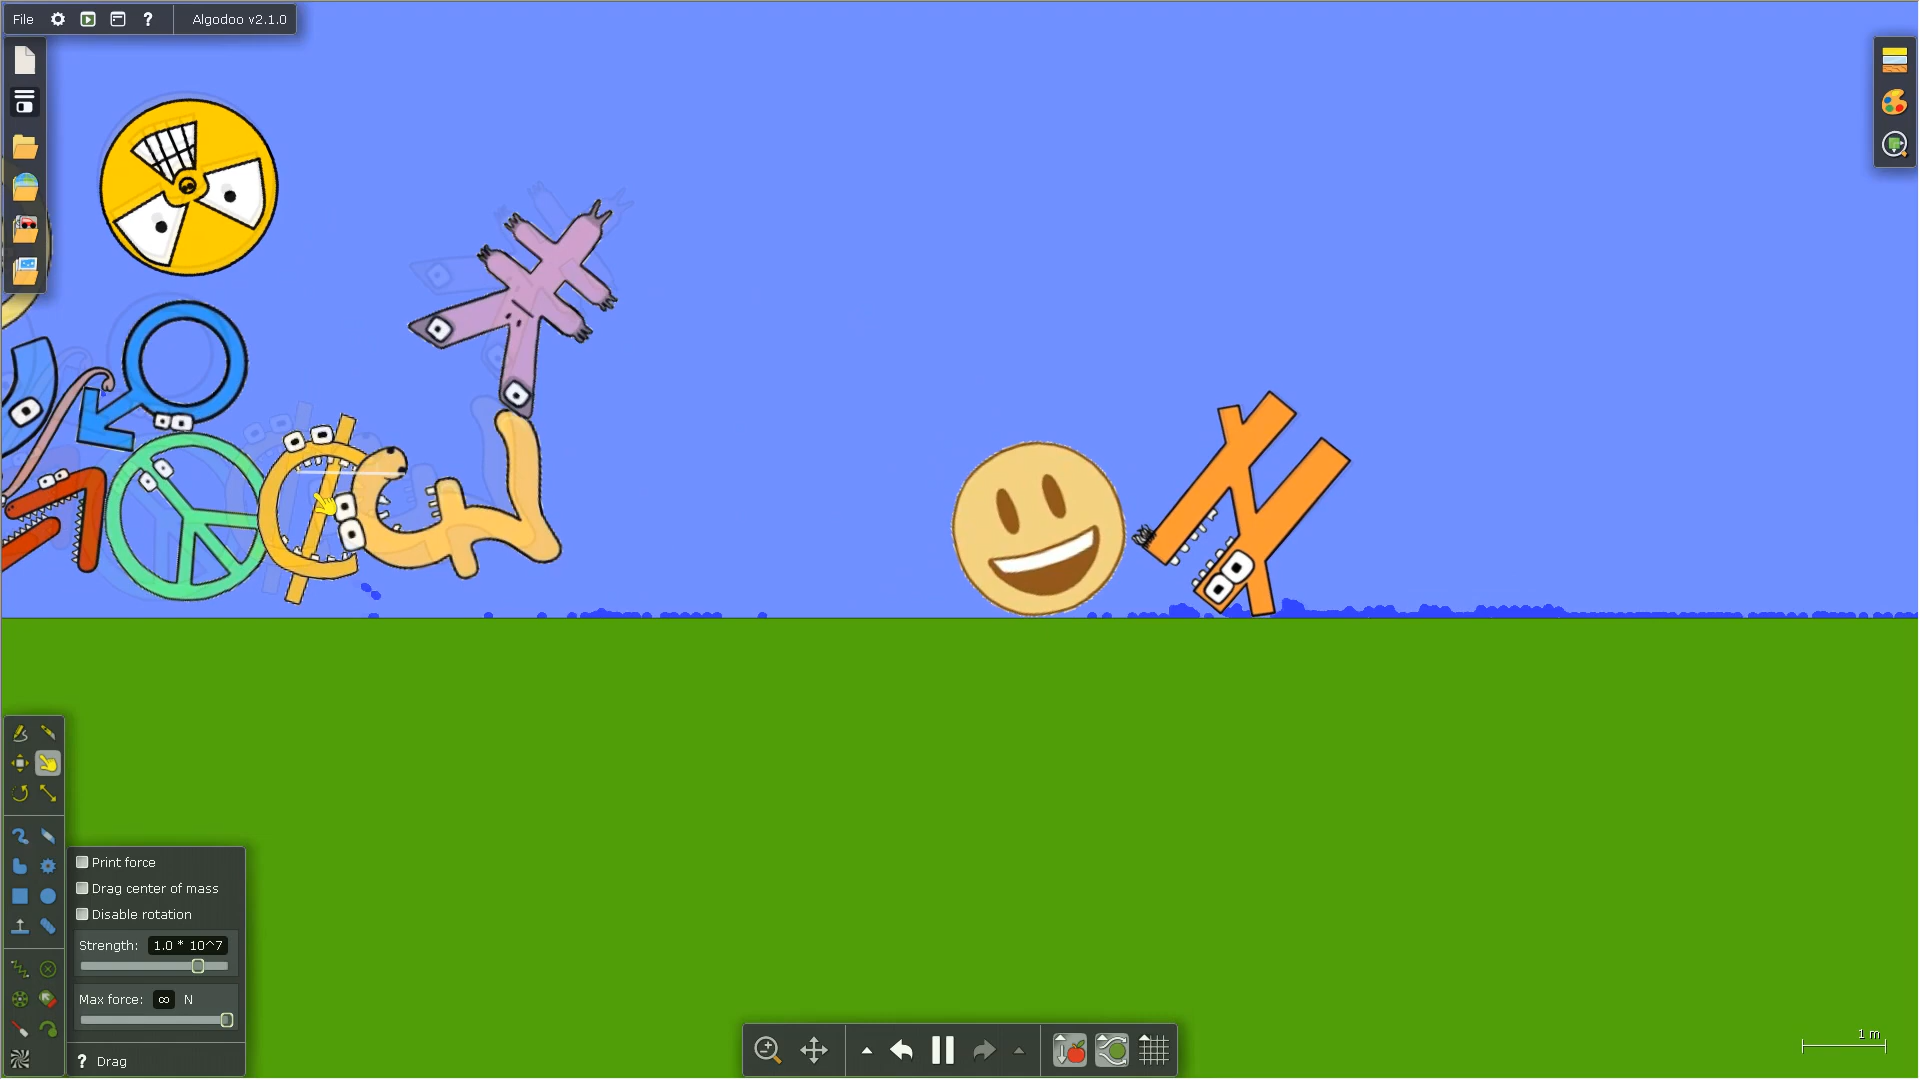 File ? Algodoo v2.1.0
Print force
Drag center of mass
Disable rotation
Strength: 1.0 * 10^7
Max force: ∞ N
? Drag
1 m